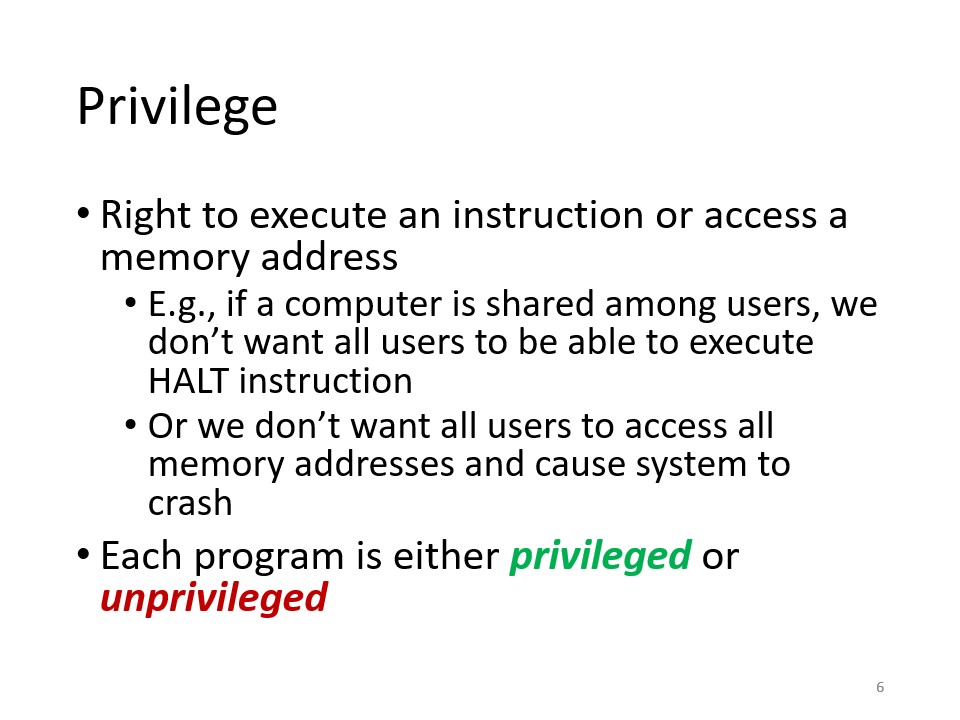 Privilege
• Right to execute an instruction or access a
memory address
• E.g., if a computer is shared among users, we
don’t want all users to be able to execute
HALT instruction
• Or we don’t want all users to access all
memory addresses and cause system to
crash
• Each program is either privileged or
unprivileged
6